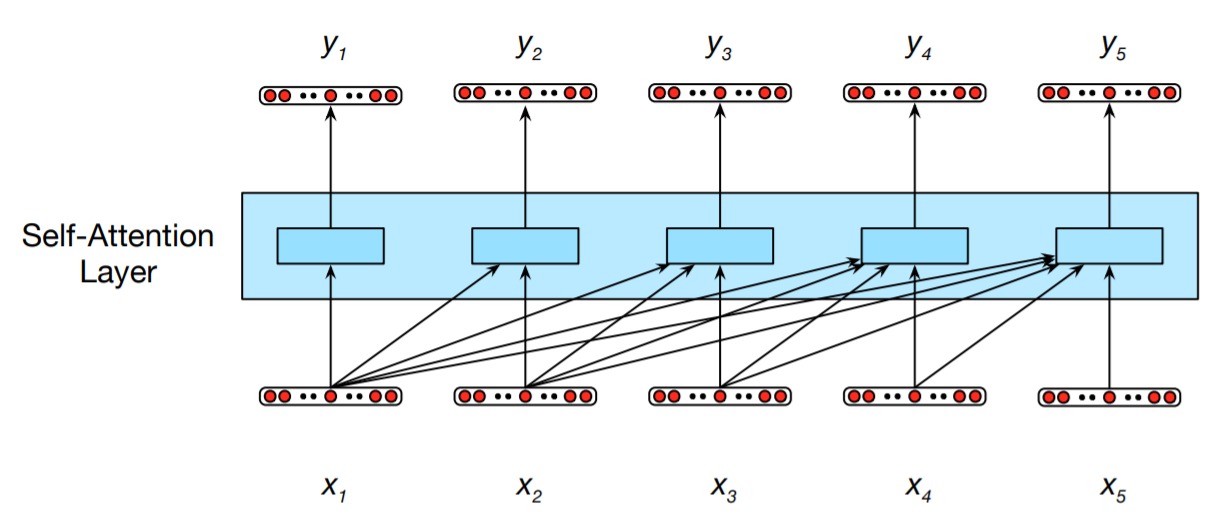 y1 y2 y3 y4 y5
Self-Attention
Layer
x1 x2 x3 x4 x5